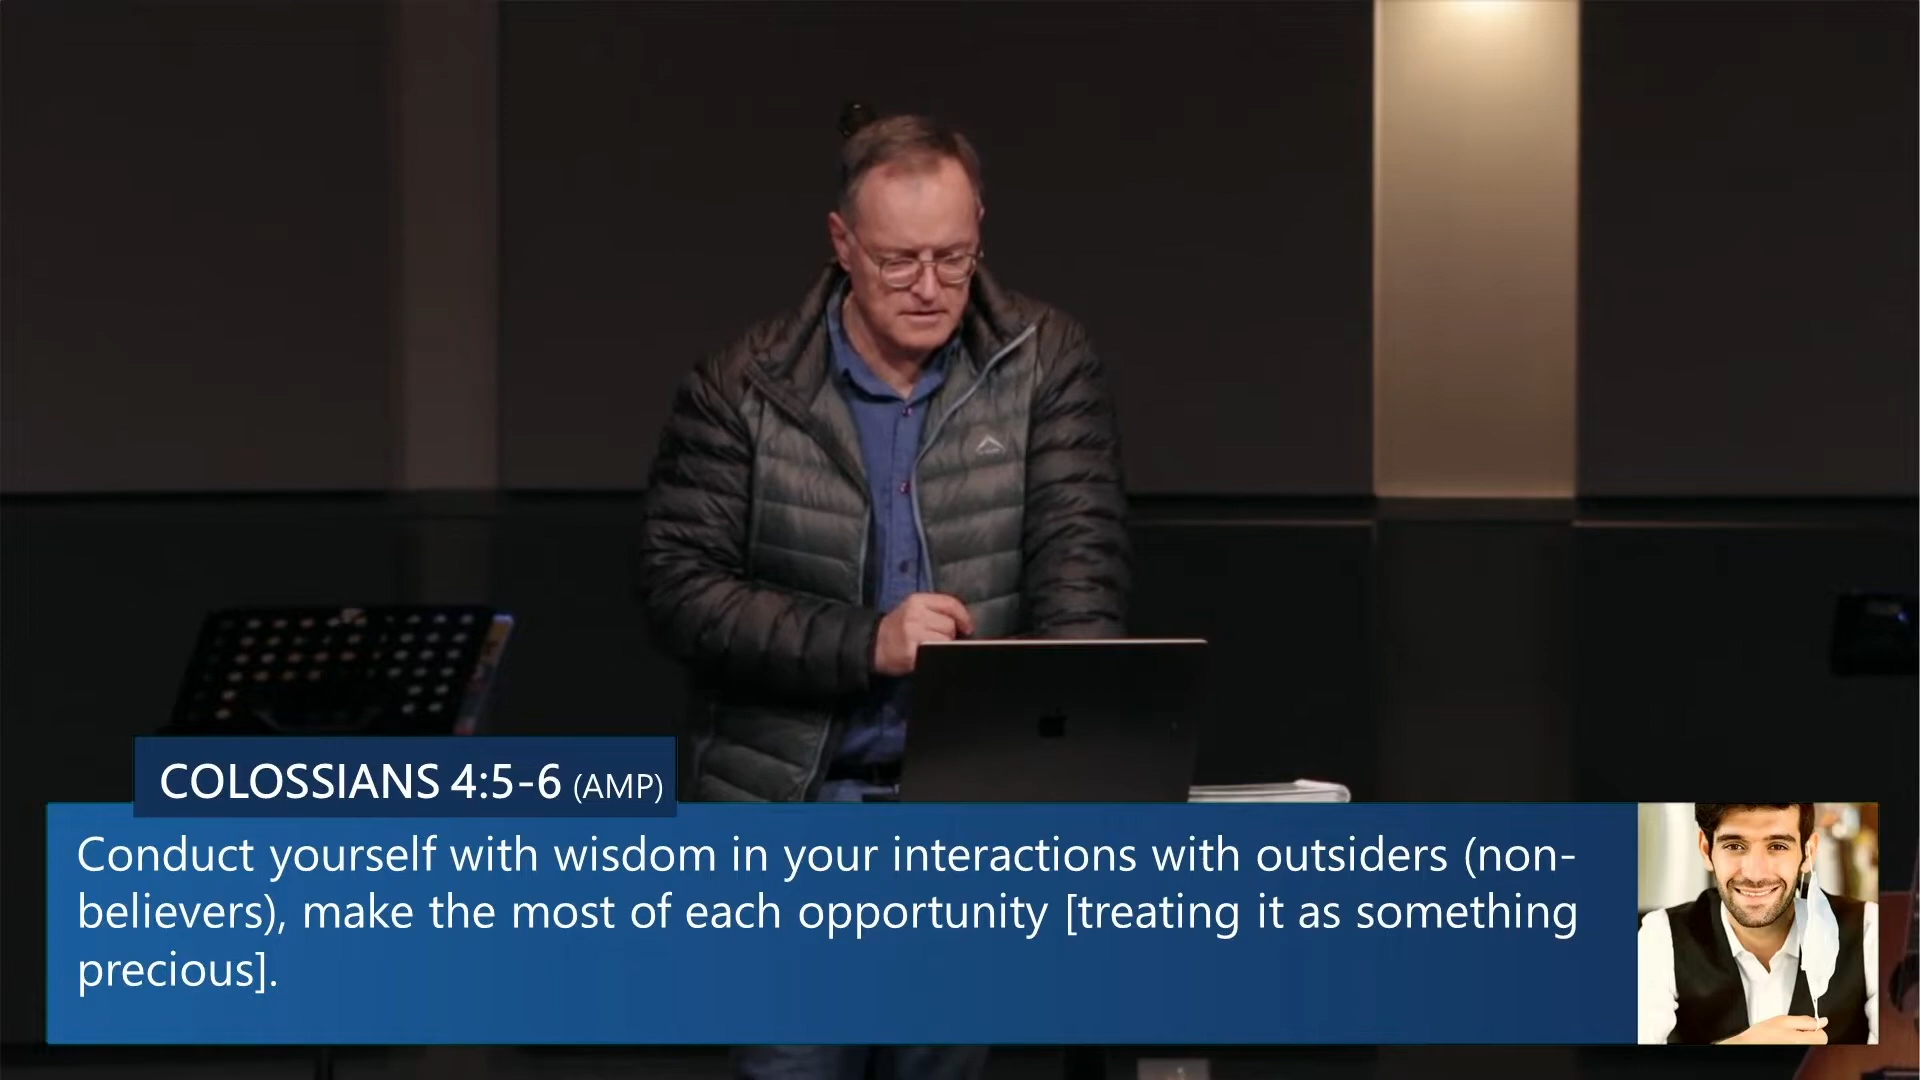 COLOSSIANS 4:5-6 (AMP)
Conduct yourself with wisdom in your interactions with outsiders (non-
believers), make the most of each opportunity [treating it as something
precious].